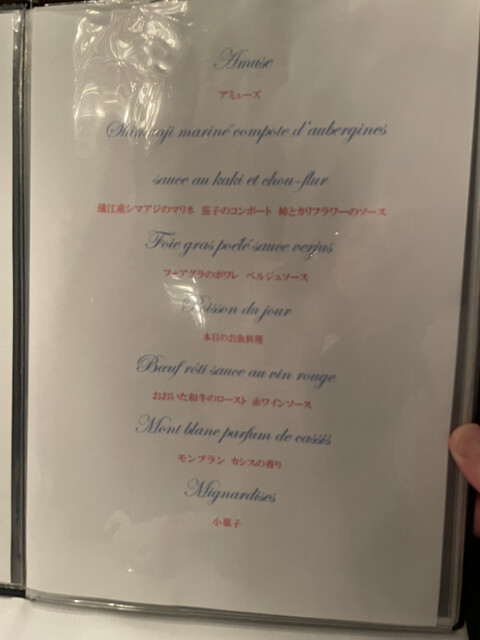 Amuse
アミューズ
Shimaaji mariné compote d'aubergines
sauce au kaki et chou-flur
蒲江産シマアジのマリネ 茄子のコンポート 柿とカリフラワーのソース
Foie gras poêlé sauce verjus
フォアグラのポワレ ベルジュソース
Poisson du jour
本日のお魚料理
Bœuf rôti sauce au vin rouge
おおいた和牛のロースト 赤ワインソース
Mont blanc parfum de cassis
モンブラン カシスの香り
Mignardises
小菓子